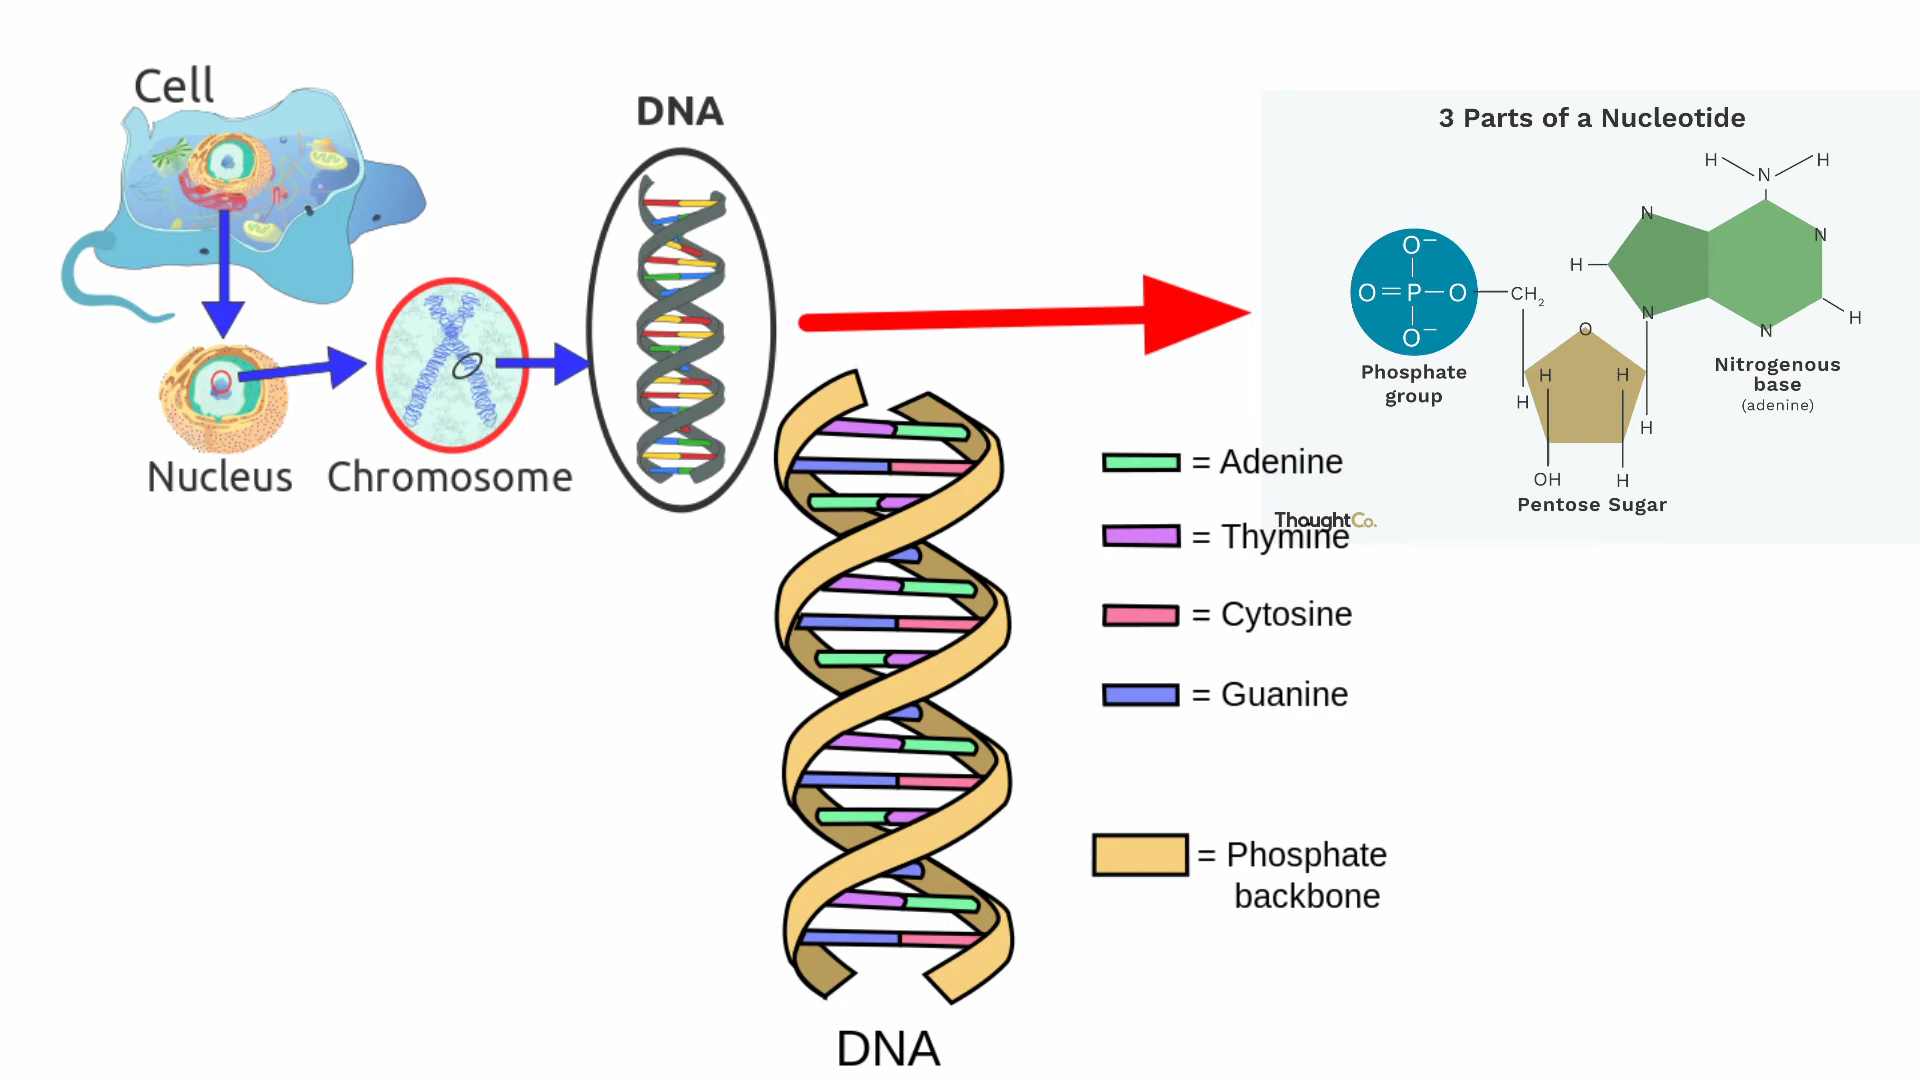 Cell
DNA
Nucleus
Chromosome
3 Parts of a Nucleotide
H
H
N
N
N
O⁻
H
O=P—O
CH₂
N
H
O⁻
O
N
Phosphate
group
Nitrogenous
base
(adenine)
H
H
H
H
OH
H
Pentose Sugar
ThoughtCo.
= Adenine
= Thymine
= Cytosine
= Guanine
= Phosphate
backbone
DNA